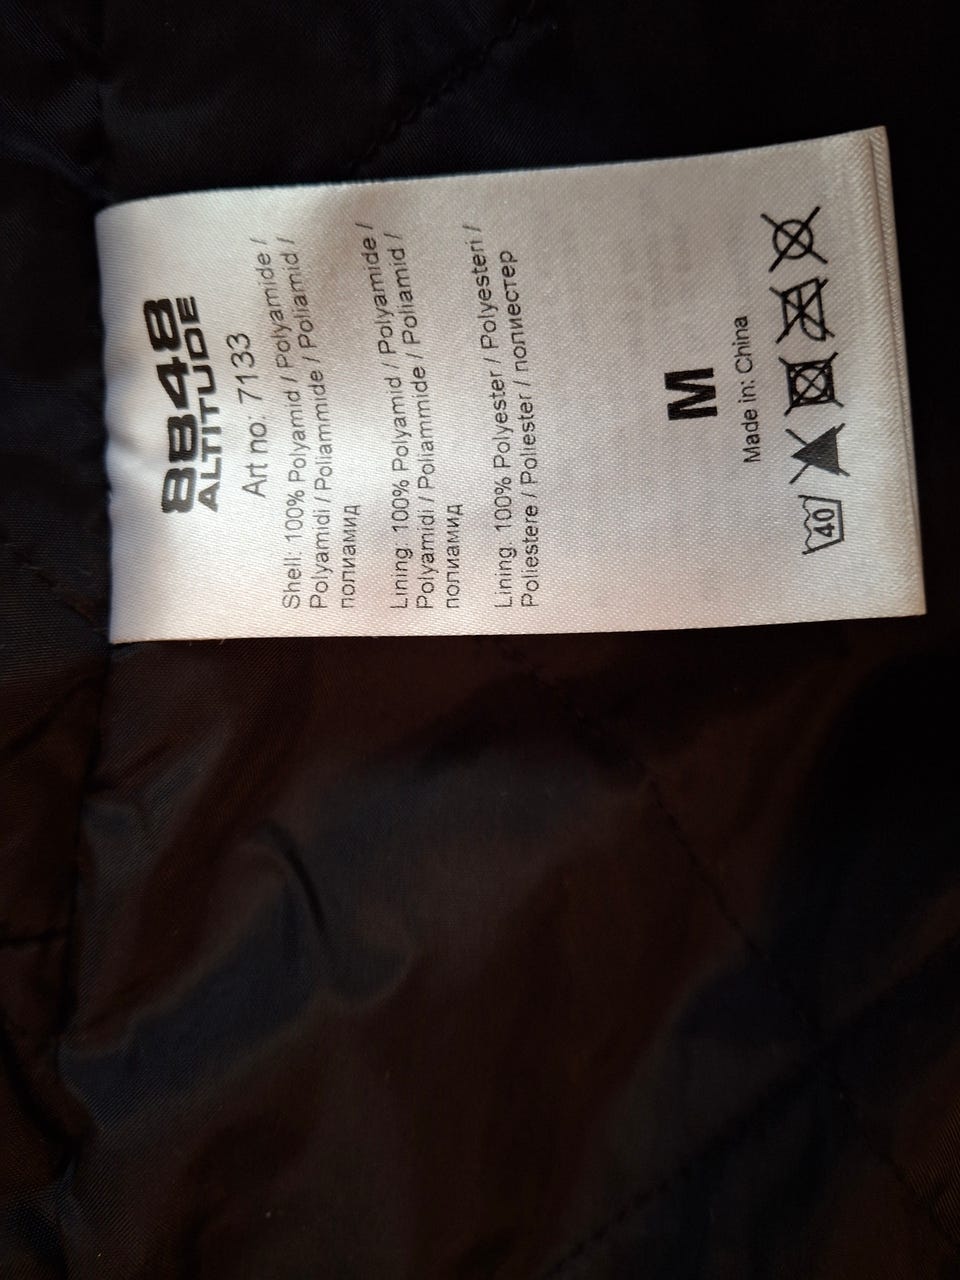 8848
ALTITUDE
Art no: 7133
Shell: 100% Polyamid / Polyamide /
Polyamidi / Poliammide / Poliamid /
полиамид
Lining: 100% Polyamid / Polyamide /
Polyamidi / Poliammide / Poliamid /
полиамид
Lining: 100% Polyester / Polyesteri /
Poliestere / Poliester / полиестер
M
Made in: China
40